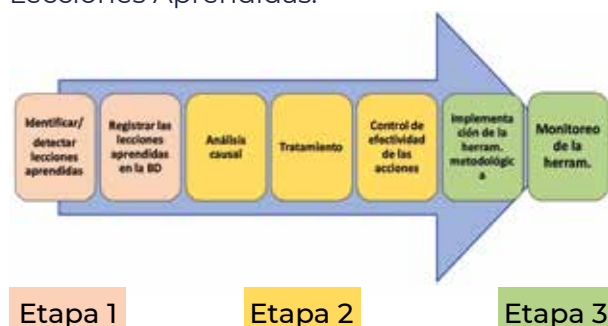 Lecciones Aprendidas.
Identificar/
detectar
lecciones
aprendidas
Registrar las
lecciones
aprendidas
en la BD
Análisis
causal
Tratamiento
Control de
efectividad
de las
acciones
Implementa
ción de la
herram.
metodológic
a
Monitoreo
de la
herram.
Etapa 1
Etapa 2
Etapa 3